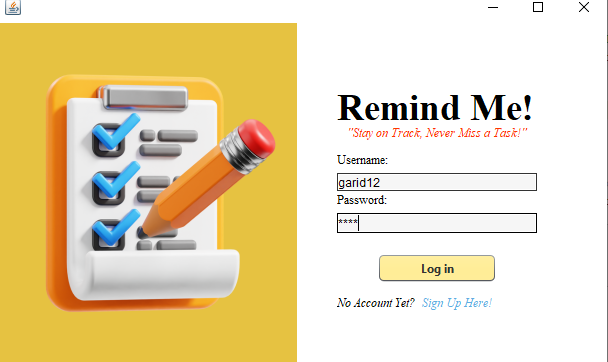 Remind Me!
"Stay on Track, Never Miss a Task!"
Username:
garid12
Password:
****
Log in
No Account Yet? Sign Up Here!